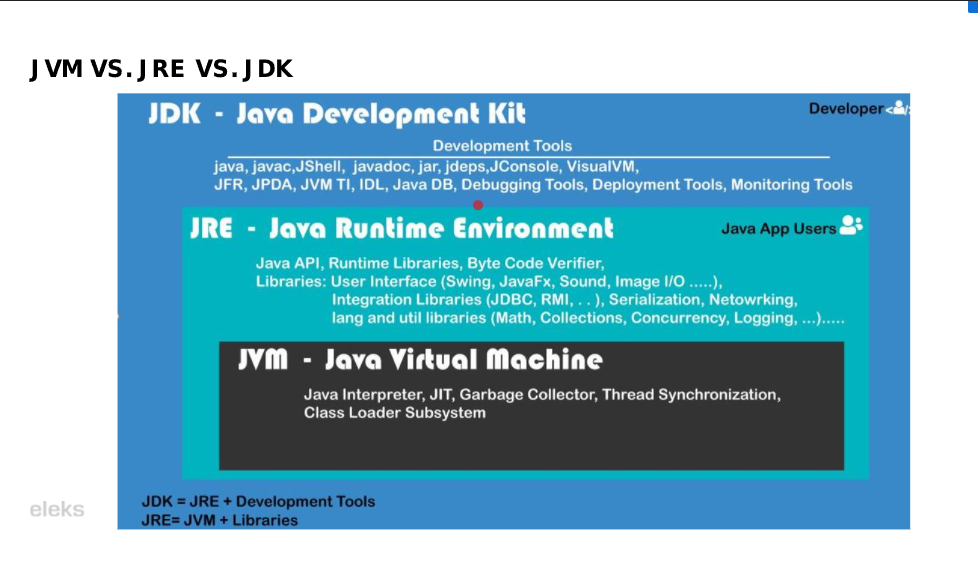 JVM VS. JRE VS. JDK
JDK - Java Development Kit
Developer
Development Tools
java, javac,JShell, javadoc, jar, jdeps,JConsole, VisualVM,
JFR, JPDA, JVM TI, IDL, Java DB, Debugging Tools, Deployment Tools, Monitoring Tools
JRE - Java Runtime Environment
Java App Users
Java API, Runtime Libraries, Byte Code Verifier,
Libraries: User Interface (Swing, JavaFx, Sound, Image I/O .....),
Integration Libraries (JDBC, RMI, . . ), Serialization, Netowrking,
lang and util libraries (Math, Collections, Concurrency, Logging, ...).....
JVM - Java Virtual Machine
Java Interpreter, JIT, Garbage Collector, Thread Synchronization,
Class Loader Subsystem
JDK = JRE + Development Tools
JRE= JVM + Libraries
eleks